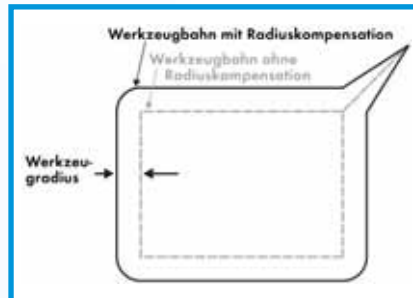 Werkzeugbahn mit Radiuskompensation
Werkzeugbahn ohne
Radiuskompensation
Werkzeu-
gradius